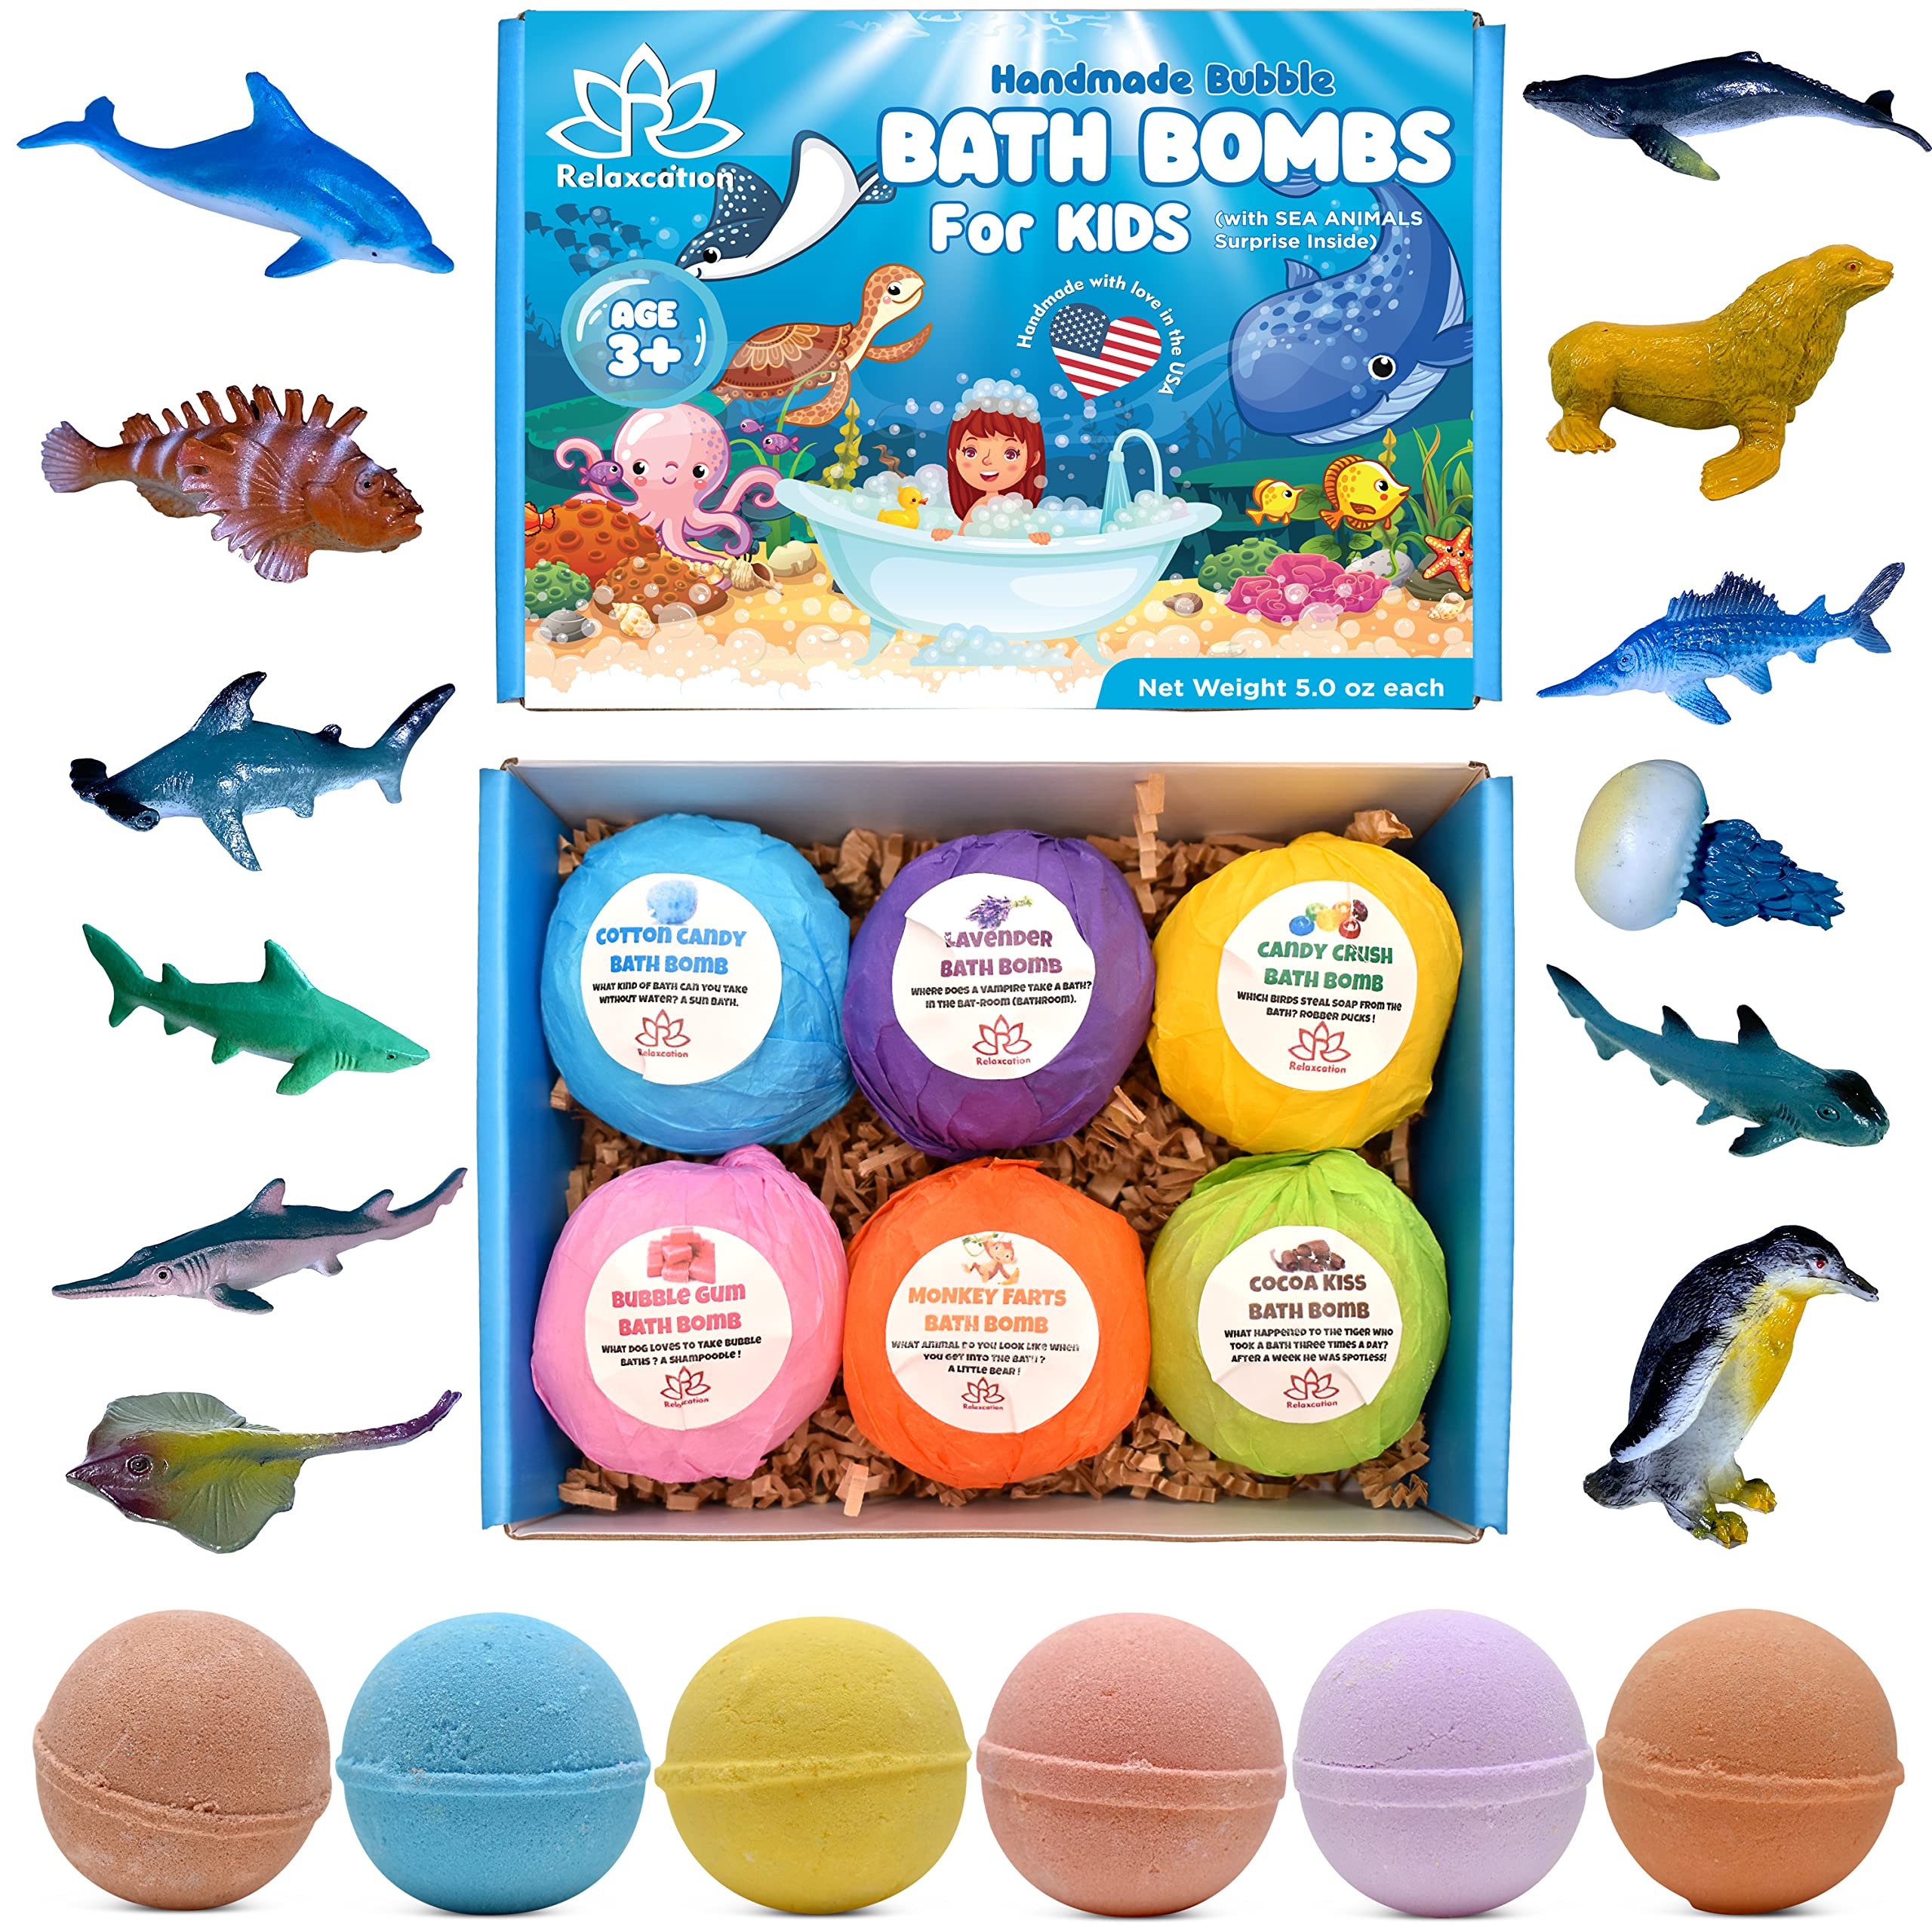 Handmade Bubble
BATH BOMBS
For KIDS
(with SEA ANIMALS
Surprise Inside)
Relaxcation
AGE
3+
Handmade with love in the USA
Net Weight 5.0 oz each
COTTON CANDY
BATH BOMB
WHAT KIND OF BATH CAN YOU TAKE
WITHOUT WATER? A SUN BATH.
Relaxcation
LAVENDER
BATH BOMB
WHERE DOES A VAMPIRE TAKE A BATH?
IN THE BAT-ROOM (BATHROOM).
Relaxcation
CANDY CRUSH
BATH BOMB
WHICH BIRDS STEAL SOAP FROM THE
BATH? ROBBER DUCKS!
Relaxcation
BUBBLE GUM
BATH BOMB
WHAT DOG LOVES TO TAKE BUBBLE
BATHS? A SHAMPOODLE!
Relaxcation
MONKEY FARTS
BATH BOMB
WHAT ANIMAL DO YOU LOOK LIKE WHEN
YOU GET INTO THE BATH?
A LITTLE BEAR!
Relaxcation
COCOA KISS
BATH BOMB
WHAT HAPPENED TO THE TIGER WHO
TOOK A BATH THREE TIMES A DAY?
AFTER A WEEK HE WAS SPOTLESS!
Relaxcation